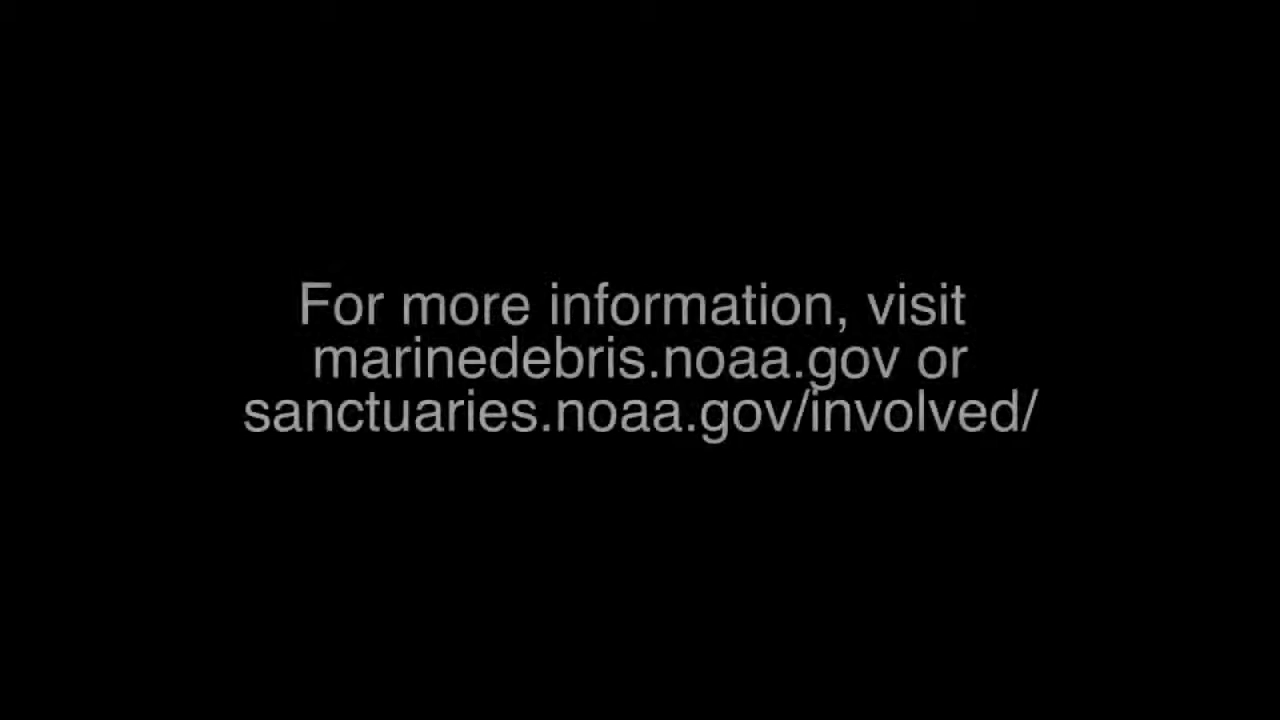 For more information, visit
marinedebris.noaa.gov or
sanctuaries.noaa.gov/involved/